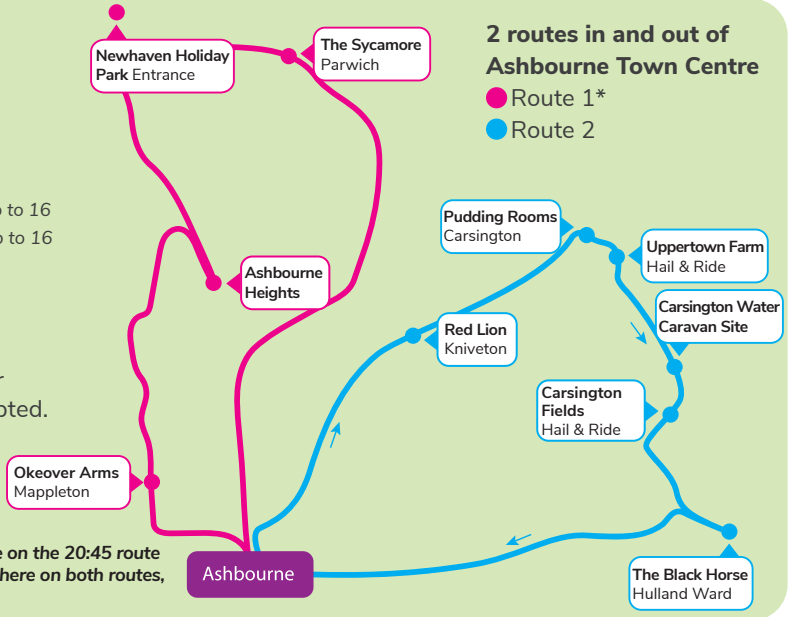 2 routes in and out of
Ashbourne Town Centre
Route 1*
Route 2
Newhaven Holiday
Park Entrance
The Sycamore
Parwich
to 16
to 16
Pudding Rooms
Carsington
Uppertown Farm
Hail & Ride
Ashbourne
Heights
Carsington Water
Caravan Site
Red Lion
Kniveton
Carsington
Fields
Hail & Ride
Okeover Arms
Mappleton
on the 20:45 route
on both routes,
Ashbourne
The Black Horse
Hulland Ward